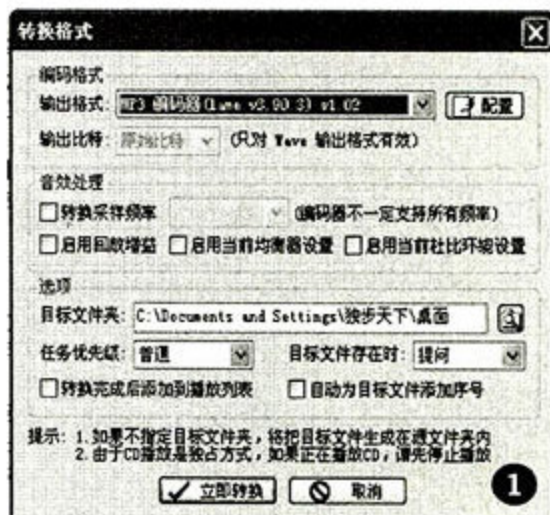 转换格式
编码格式
输出格式: MP3 编码器(Lame v3.90 3) v1.02 配置
输出比特: 原始比特 (只对 Wave 输出格式有效)
音效处理
转换采样频率 (编码器不一定支持所有频率)
启用回放增益 启用当前均衡器设置 启用当前杜比环绕设置
选项
目标文件夹: C:\Documents and Settings\独步天下\桌面
任务优先级: 普通 目标文件存在时: 提问
转换完成后添加到播放列表 自动为目标文件添加序号
提示: 1.如果不指定目标文件夹，将把目标文件生成在源文件夹内
2.由于CD播放是独占方式，如果正在播放CD，请先停止播放
立即转换 取消
1